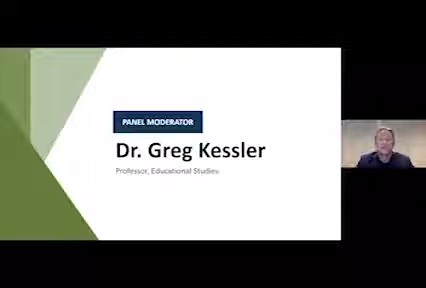 PANEL MODERATOR
Dr. Greg Kessler
Professor, Educational Studies